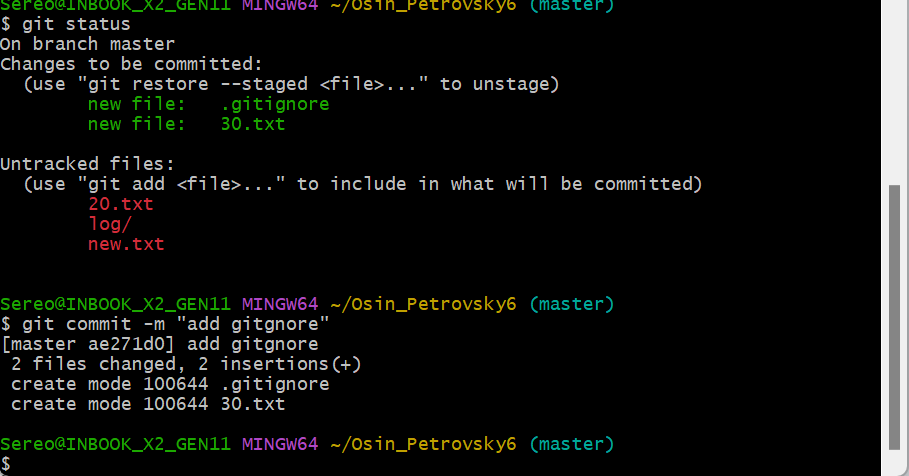 Sereo@INBOOK_X2_GEN11 MINGW64 ~/Osin_Petrovsky6 (master)
$ git status
On branch master
Changes to be committed:
  (use "git restore --staged <file>..." to unstage)
        new file:   .gitignore
        new file:   30.txt

Untracked files:
  (use "git add <file>..." to include in what will be committed)
        20.txt
        log/
        new.txt

Sereo@INBOOK_X2_GEN11 MINGW64 ~/Osin_Petrovsky6 (master)
$ git commit -m "add gitgnore"
[master ae271d0] add gitgnore
 2 files changed, 2 insertions(+)
 create mode 100644 .gitignore
 create mode 100644 30.txt

Sereo@INBOOK_X2_GEN11 MINGW64 ~/Osin_Petrovsky6 (master)
$